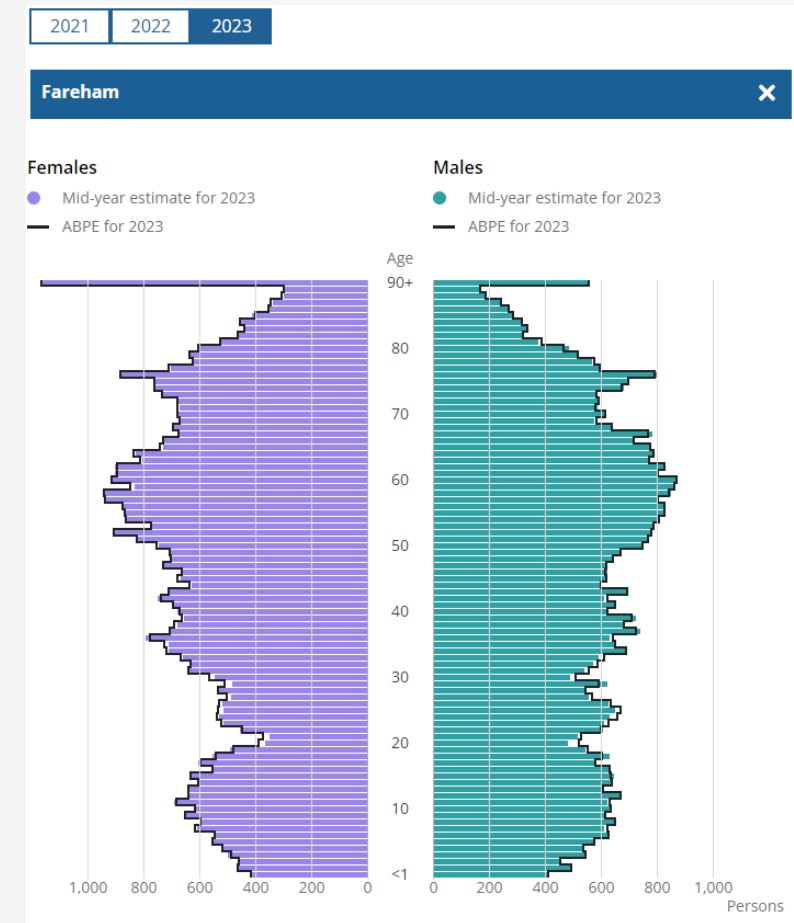 2021 2022 2023
Fareham
Females Males
Mid-year estimate for 2023 Mid-year estimate for 2023
ABPE for 2023 ABPE for 2023
Age
90+
80
70
60
50
40
30
20
10
<1
1,000 800 600 400 200 0 0 200 400 600 800 1,000
Persons